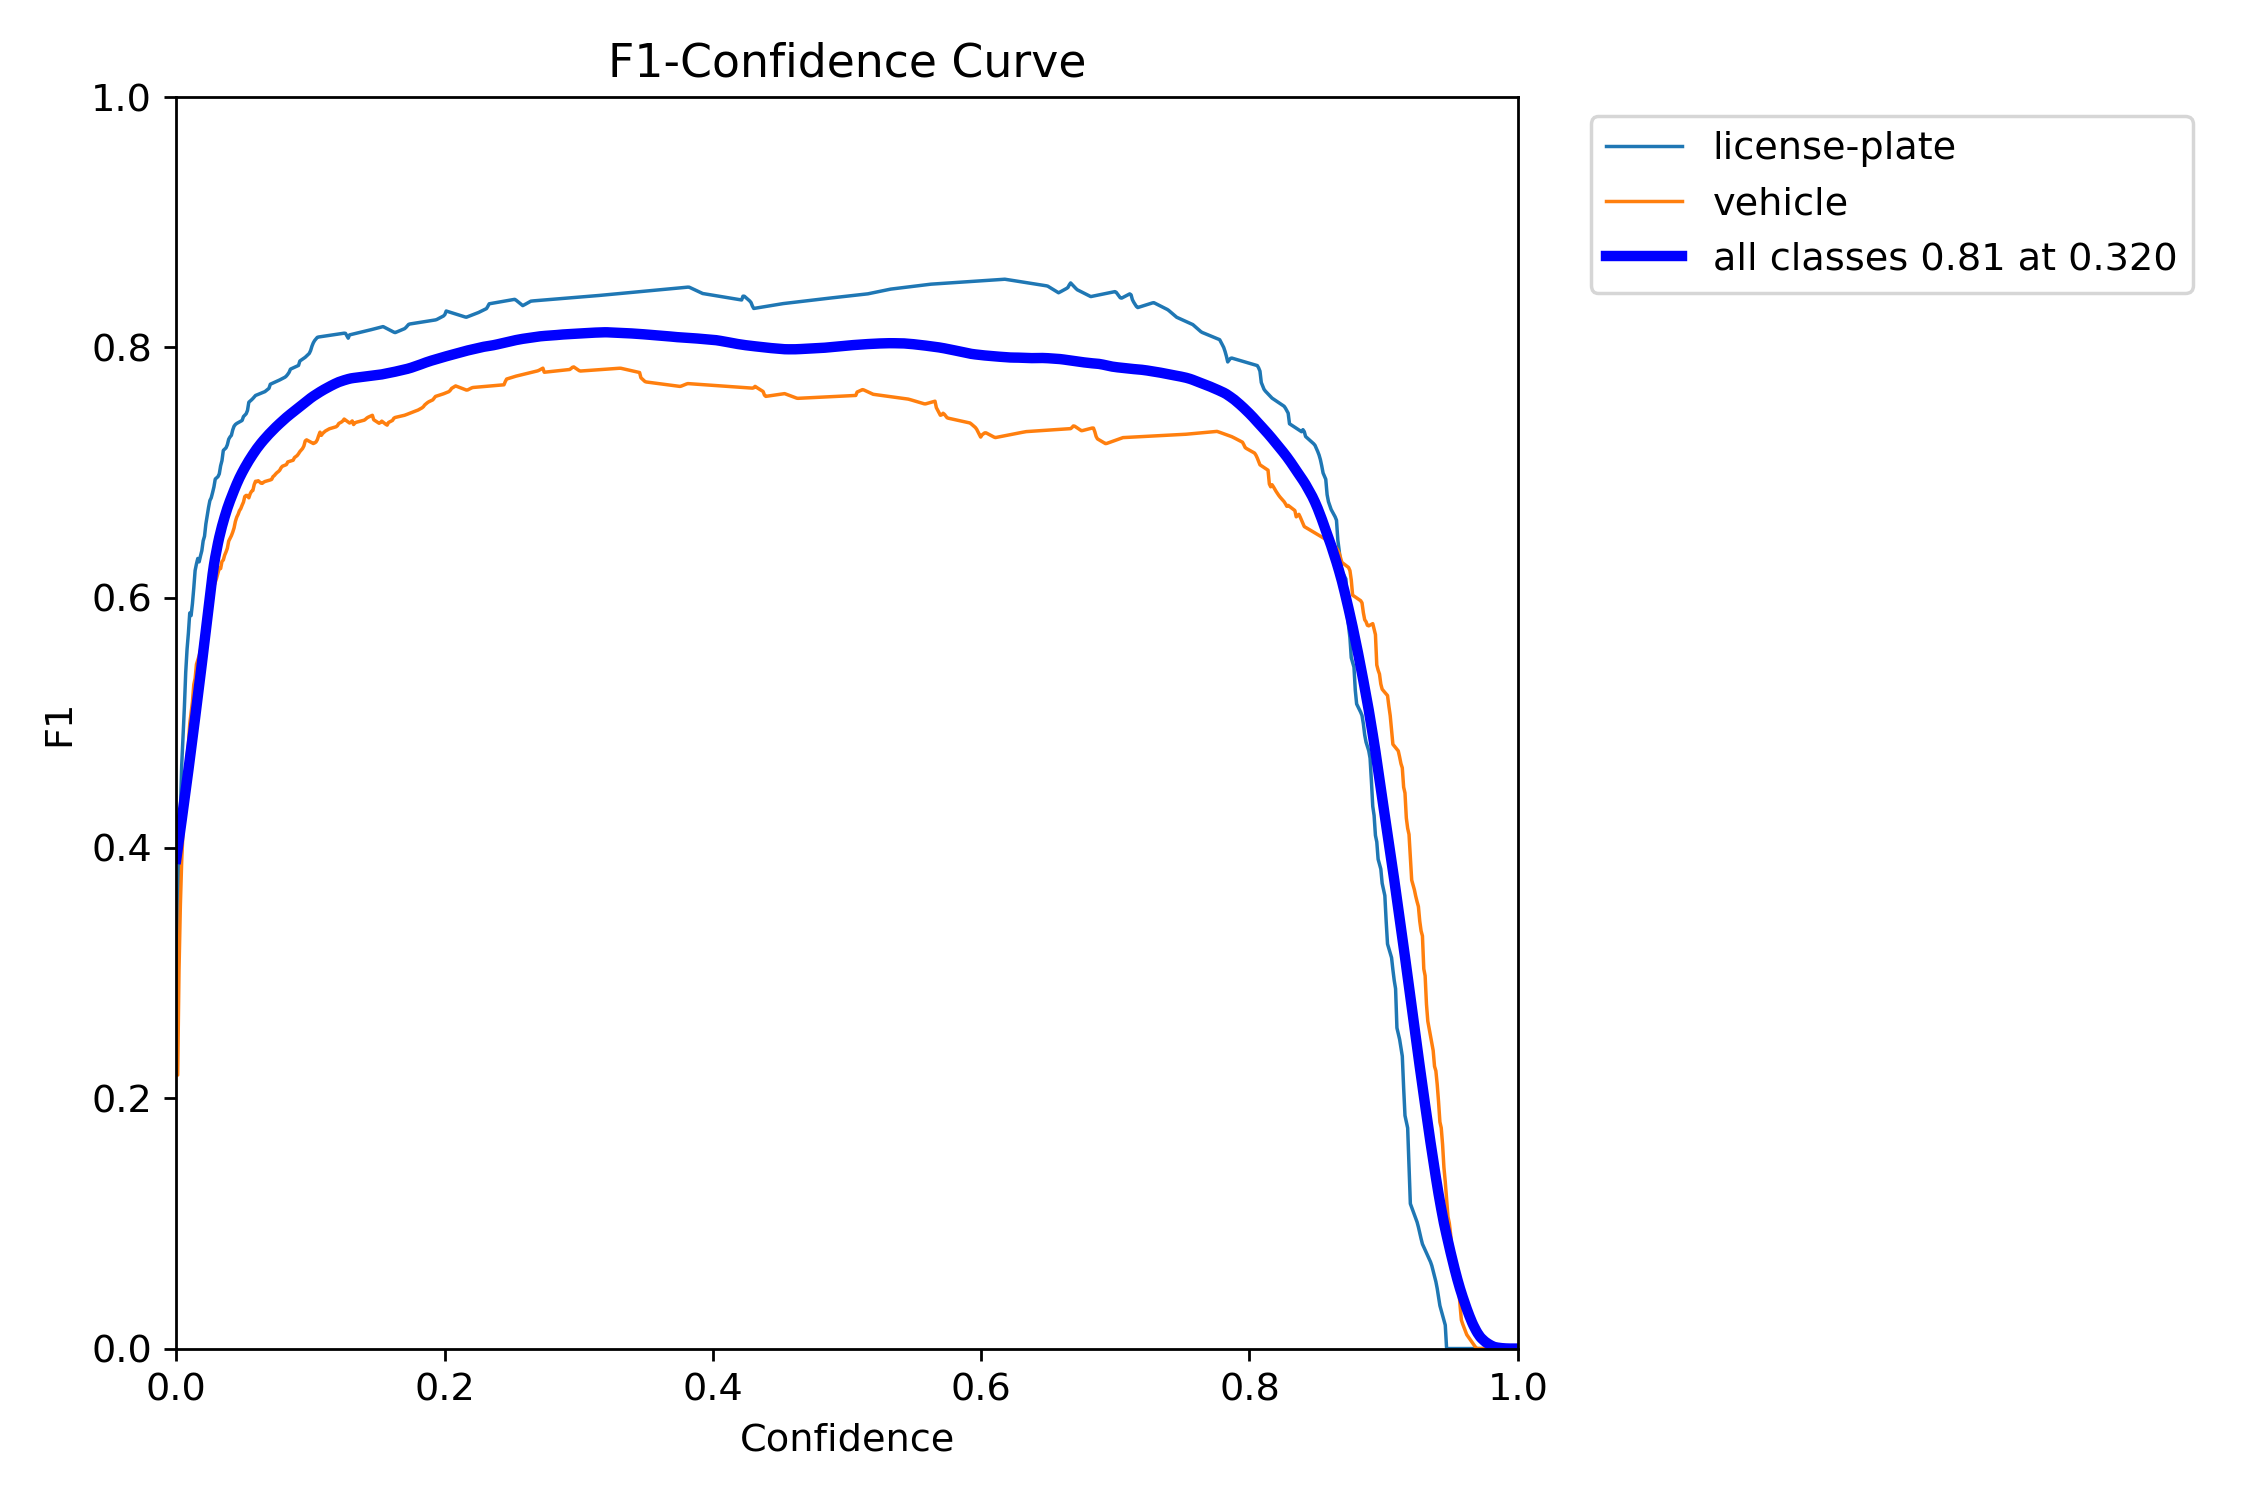 F1-Confidence Curve
1.0
0.8
0.6
0.4
0.2
0.0
F1
0.0 0.2 0.4 0.6 0.8 1.0
Confidence
license-plate
vehicle
all classes 0.81 at 0.320